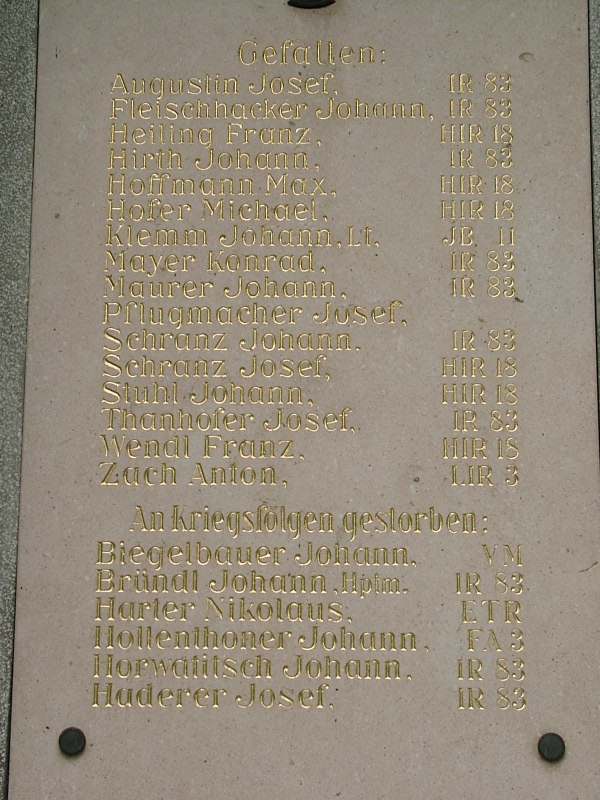 Gefallen:
Augustin Josef, IR 83
Fleischhacker Johann, IR 83
Heiling Franz, HIR 18
Hirth Johann, IR 83
Hoffmann Max, HIR 18
Hofer Michael, HIR 18
Klemm Johann, Lt. JB 11
Mayer Konrad, IR 83
Maurer Johann, IR 83
Pflugmacher Josef,
Schranz Johann, IR 83
Schranz Josef, HIR 18
Stuhl Johann, HIR 18
Thanhofer Josef, IR 83
Wendl Franz, HIR 18
Zach Anton, LIR 3
An Kriegsfolgen gestorben:
Biegelbauer Johann, VM
Bründl Johann, Hptm. IR 83
Harter Nikolaus, ETR
Hollenthoner Johann, FA 3
Horwatitsch Johann, IR 83
Haderer Josef, IR 83